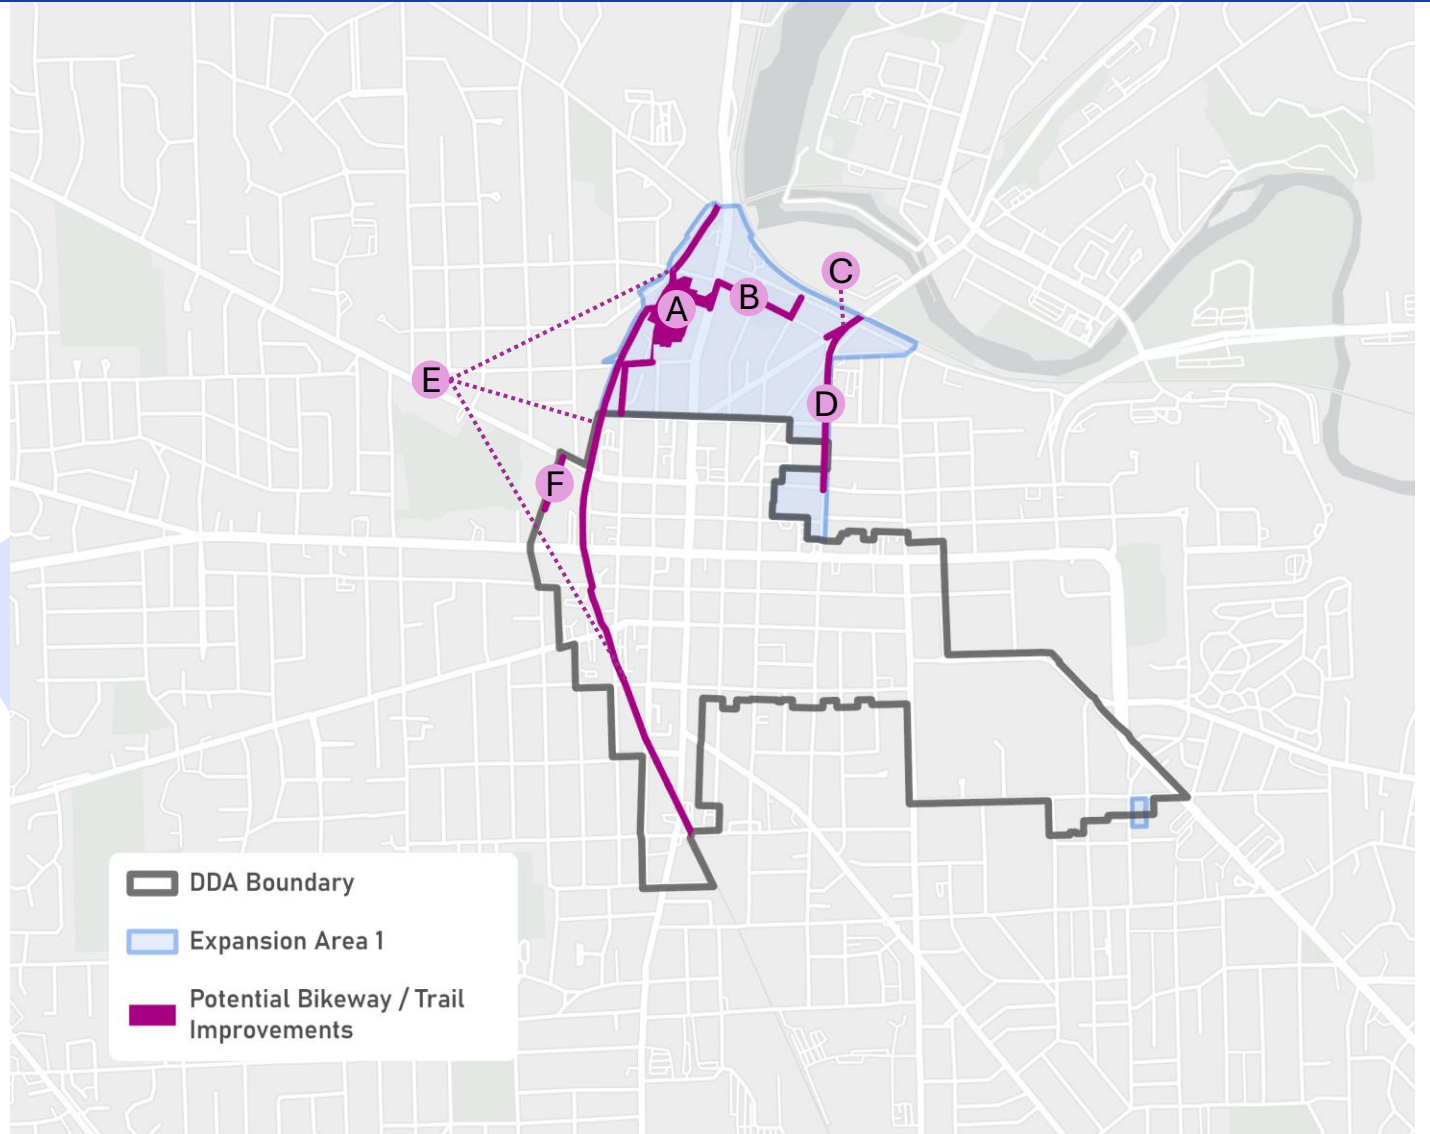 C
A
B
E
D
F
DDA Boundary
Expansion Area 1
Potential Bikeway / Trail
Improvements